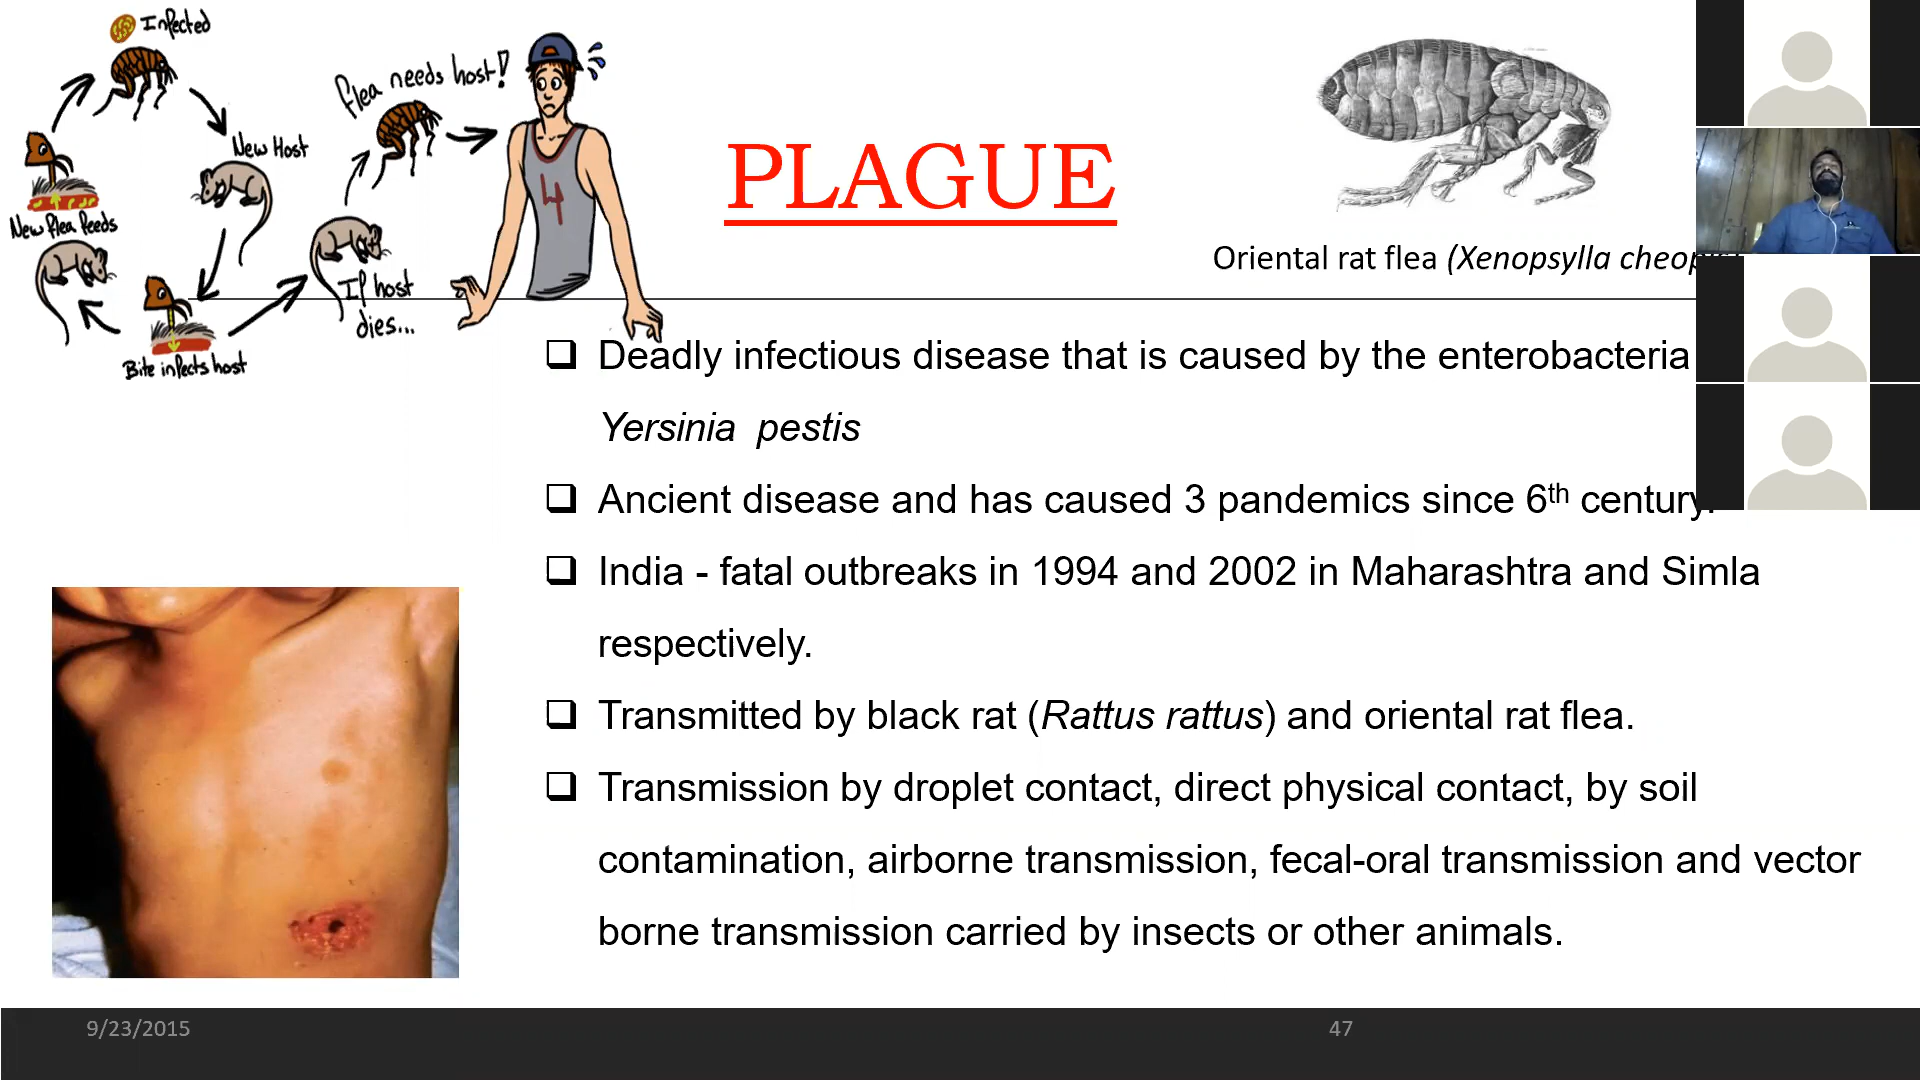 Infected
flea needs host!
New Host
New flea feeds
If host
dies...
Bite infects host
4
PLAGUE
Oriental rat flea (Xenopsylla
❑ Deadly infectious disease that is caused by the enterobacteria
Yersinia pestis
❑ Ancient disease and has caused 3 pandemics since 6th century.
❑ India - fatal outbreaks in 1994 and 2002 in Maharashtra and Simla
respectively.
❑ Transmitted by black rat (Rattus rattus) and oriental rat flea.
❑ Transmission by droplet contact, direct physical contact, by soil
contamination, airborne transmission, fecal-oral transmission and vector
borne transmission carried by insects or other animals.
9/23/2015
47